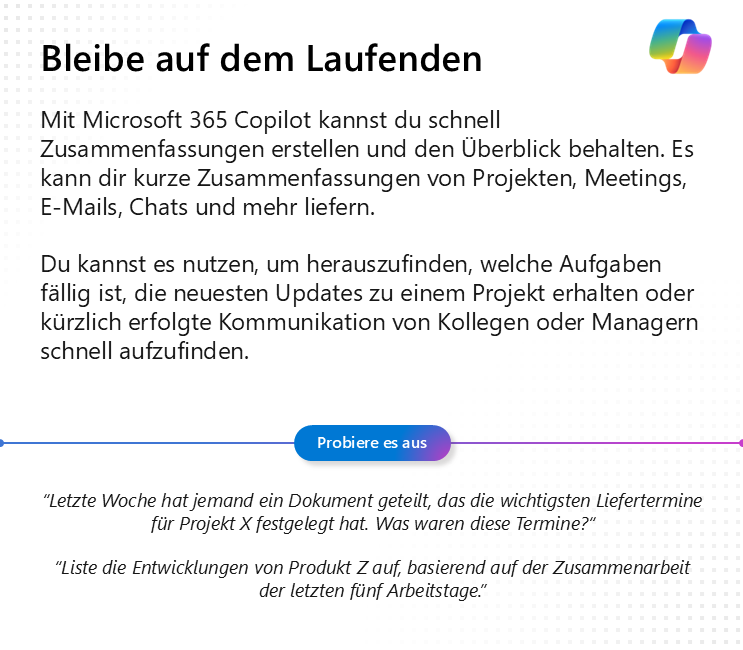 Bleibe auf dem Laufenden
Mit Microsoft 365 Copilot kannst du schnell
Zusammenfassungen erstellen und den Überblick behalten. Es
kann dir kurze Zusammenfassungen von Projekten, Meetings,
E-Mails, Chats und mehr liefern.
Du kannst es nutzen, um herauszufinden, welche Aufgaben
fällig ist, die neuesten Updates zu einem Projekt erhalten oder
kürzlich erfolgte Kommunikation von Kollegen oder Managern
schnell aufzufinden.
Probiere es aus
“Letzte Woche hat jemand ein Dokument geteilt, das die wichtigsten Liefertermine
für Projekt X festgelegt hat. Was waren diese Termine?“
“Liste die Entwicklungen von Produkt Z auf, basierend auf der Zusammenarbeit
der letzten fünf Arbeitstage.”